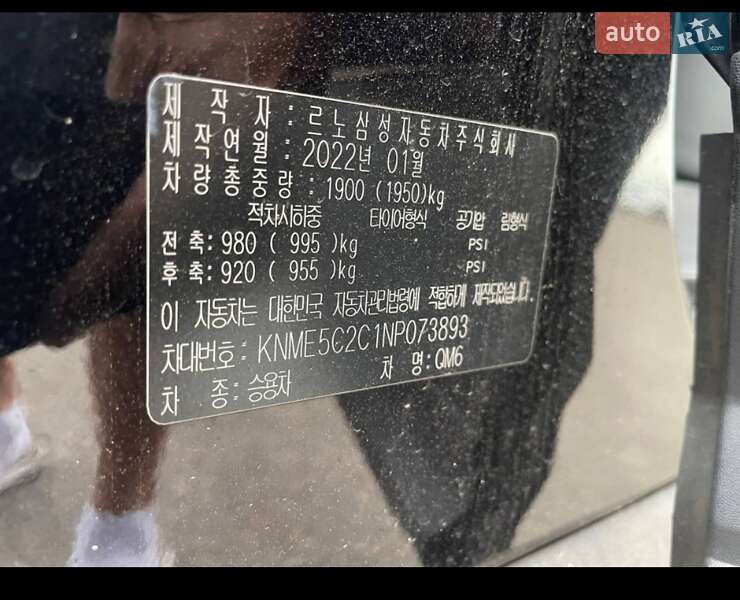 auto RIA.com
제 작 자 : 르노삼성자동차주식회사
제작연월 : 2022년 01월
차량총중량 : 1900 (1950)kg
적차시하중 타이어형식 공기압 림형식
전 축: 980 ( 995 )kg PSI
후 축: 920 ( 955 )kg PSI
이 자동차는 대한민국 자동차관리법령에 적합하게 제작되었습니다.
차대번호 : KNME5C2C1NP073893
차 종: 승용차 차 명: QM6